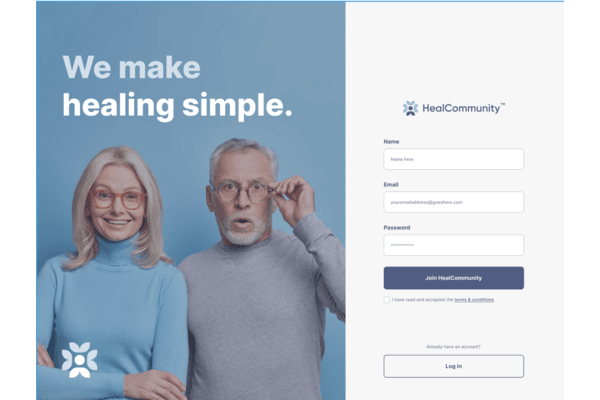 We make
healing simple.
HealCommunity™
Name
Name here
Email
youremailaddress@goeshere.com
Password
••••••••••
Join HealCommunity
I have read and accepted the terms & conditions
Already have an account?
Log in